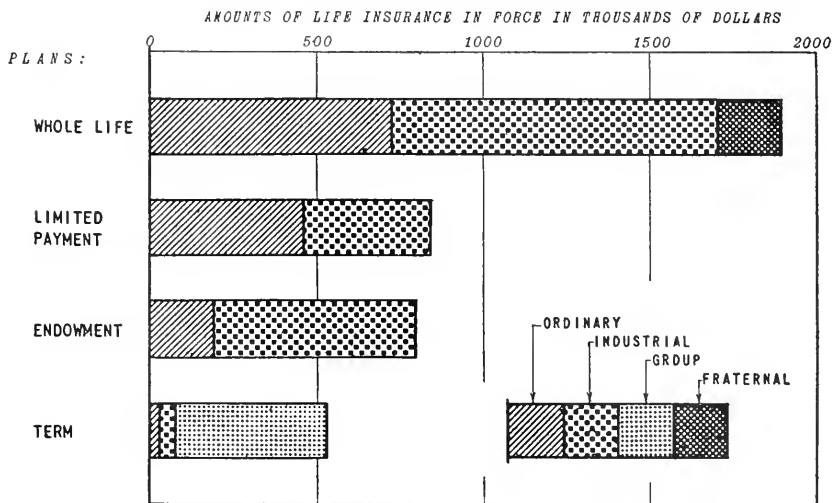 AMOUNTS OF LIFE INSURANCE IN FORCE IN THOUSANDS OF DOLLARS
0 500 1000 1500 2000
PLANS:
WHOLE LIFE
LIMITED
PAYMENT
ENDOWMENT
ORDINARY
INDUSTRIAL
GROUP
FRATERNAL
TERM